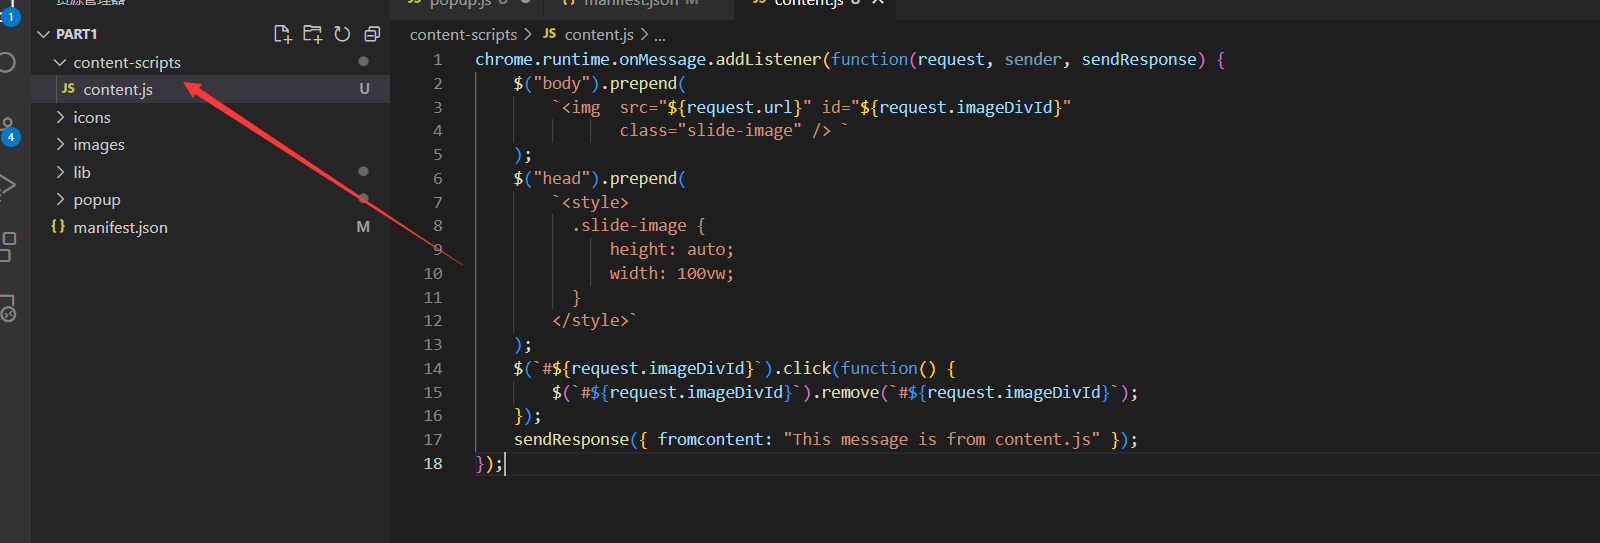 资源管理器
PART1
content-scripts
JS content.js U
icons
images
lib
popup
{} manifest.json M
1
4
JS popup.js U
{} manifest.json M
JS content.js U
content-scripts > JS content.js > ...
1 chrome.runtime.onMessage.addListener(function(request, sender, sendResponse) {
2 $("body").prepend(
3 `<img  src="${request.url}" id="${request.imageDivId}"
4 class="slide-image" /> `
5 );
6 $("head").prepend(
7 `<style>
8 .slide-image {
9 height: auto;
10 width: 100vw;
11 }
12 </style>`
13 );
14 $(`#${request.imageDivId}`).click(function() {
15 $(`#${request.imageDivId}`).remove(`#${request.imageDivId}`);
16 });
17 sendResponse({ fromcontent: "This message is from content.js" });
18 });